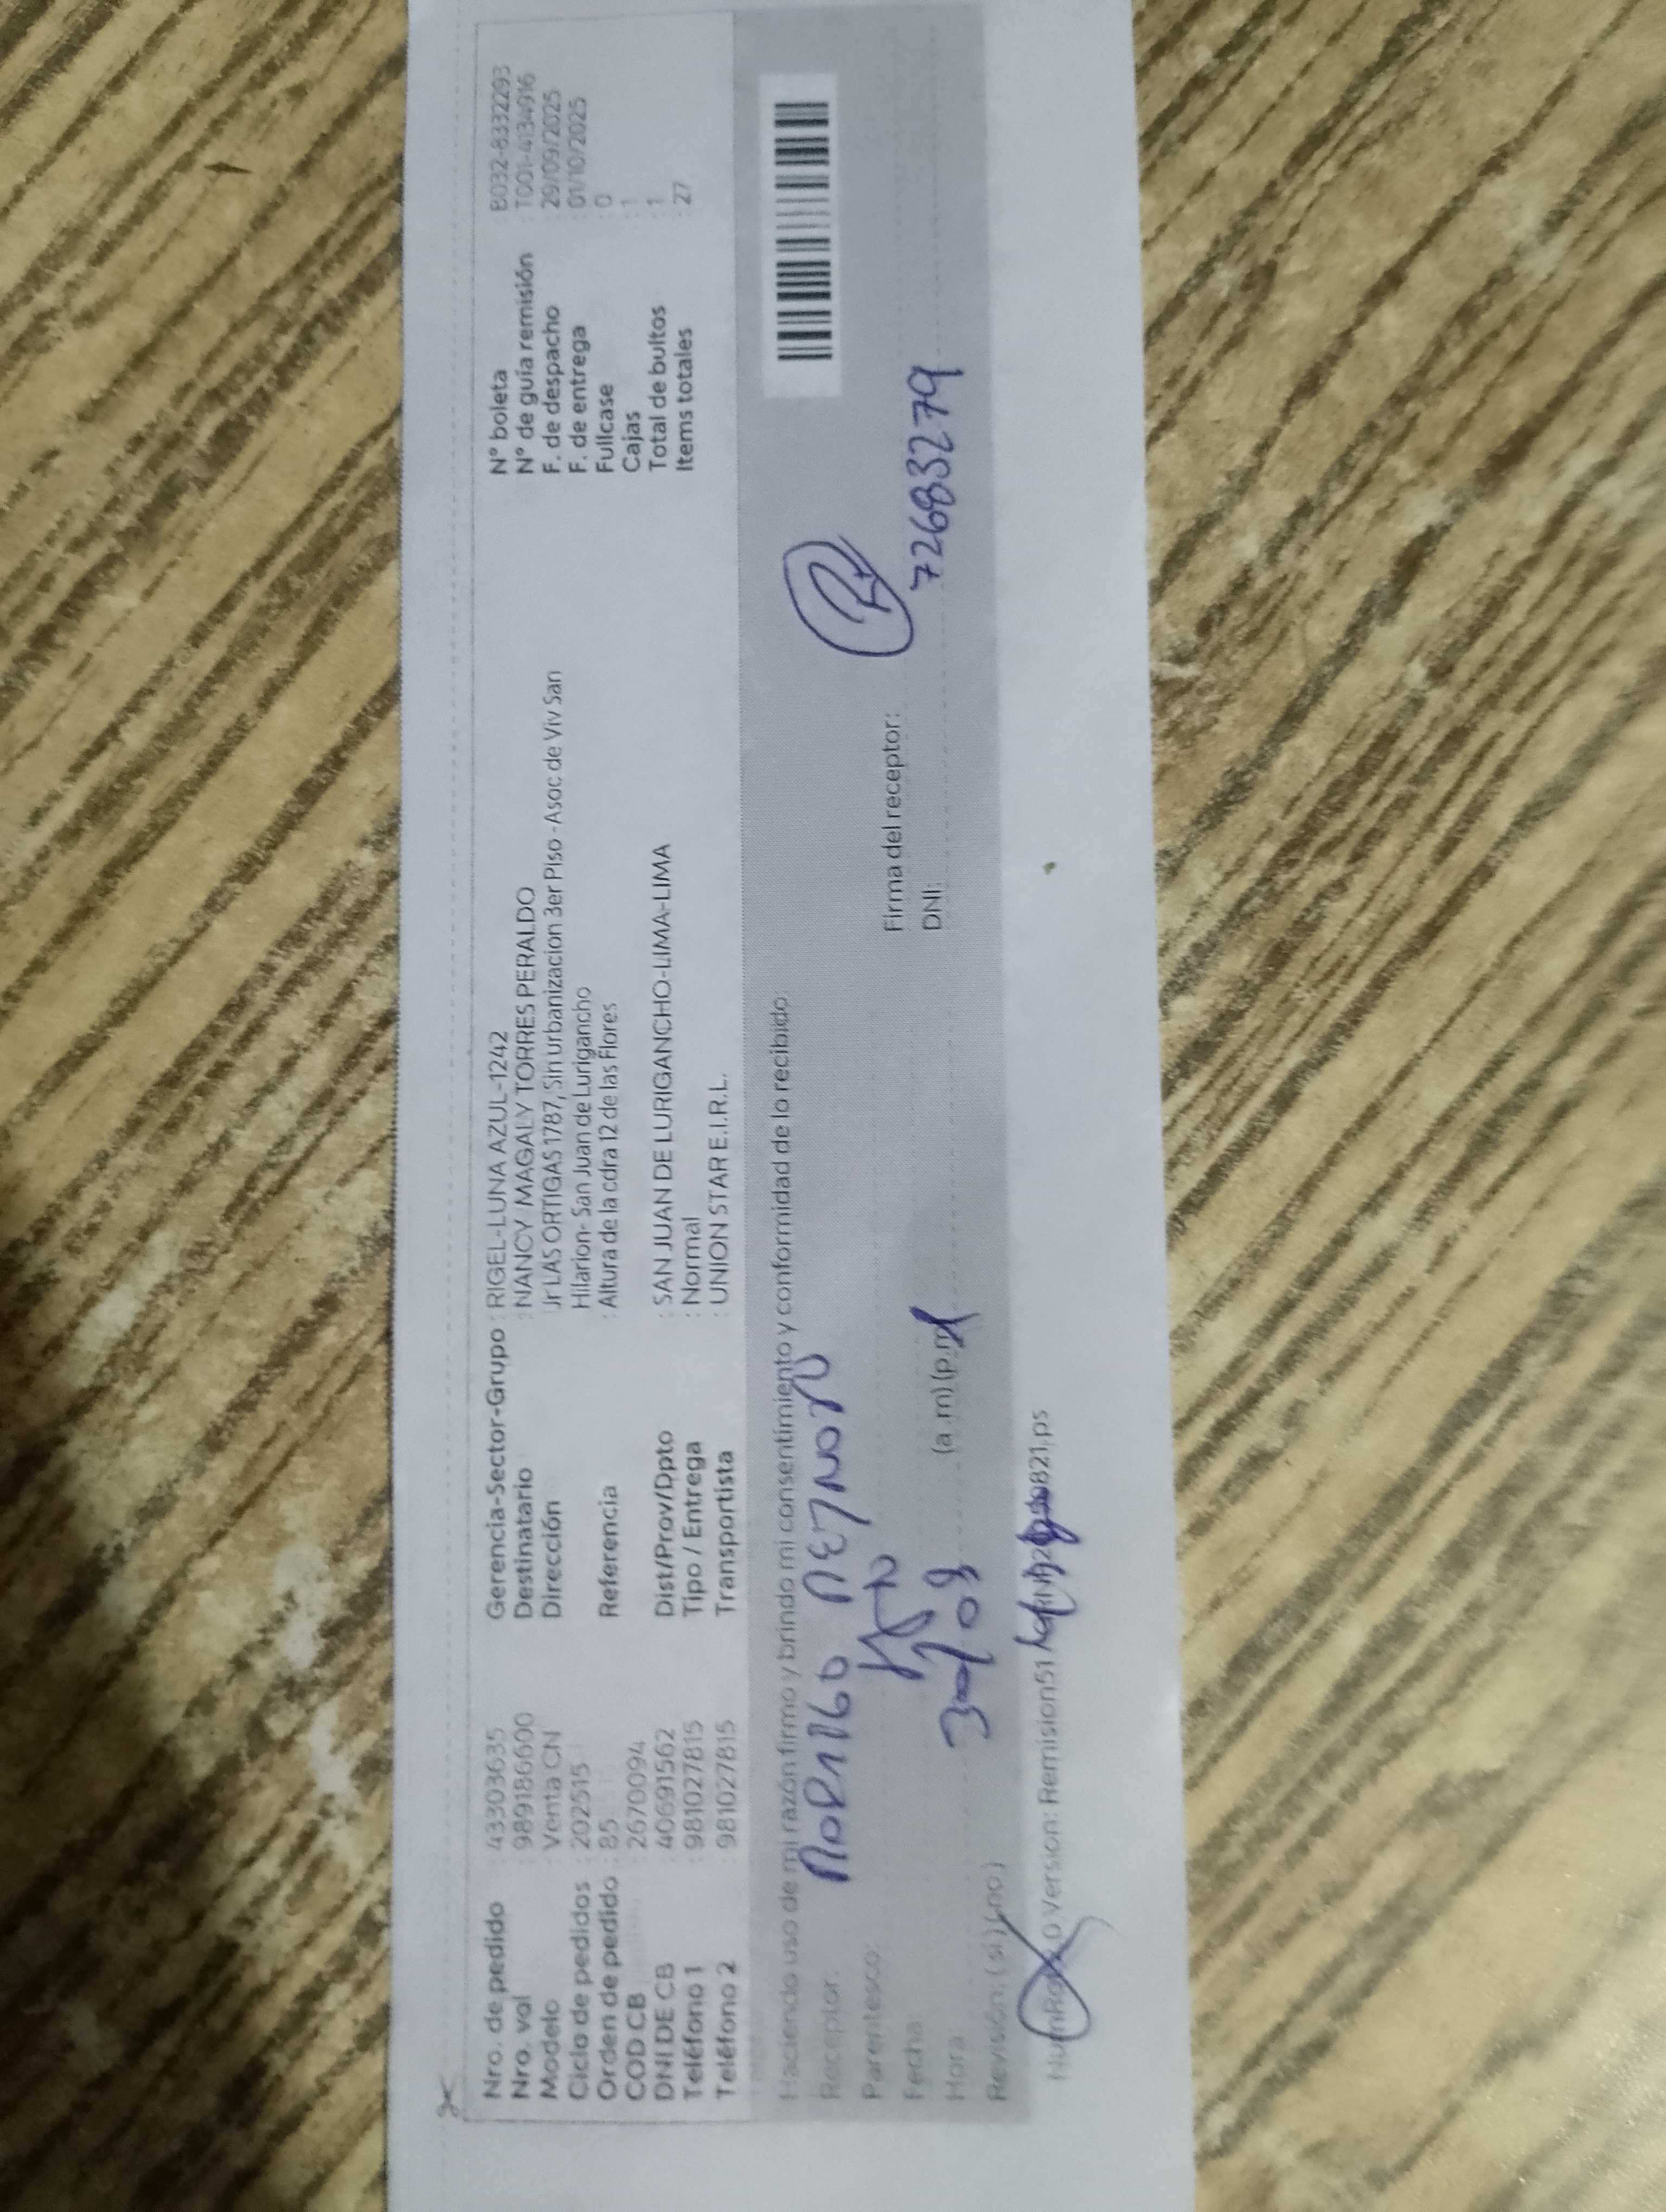 Nro. de pedido : 43303635
Nro. val : 989186600
Modelo : Venta CN
Ciclo de pedidos : 202515
Orden de pedido : 85
COD CB : 2670094
DNI DE CB : 40691562
Teléfono 1 : 981027815
Teléfono 2 : 981027815
Gerencia-Sector-Grupo : RIGEL-LUNA AZUL-1242
Destinatario : NANCY MAGALY TORRES PERALDO
Dirección : Jr LAS ORTIGAS 1787, Sin urbanizacion 3er Piso - Asoc de Viv San
Hilarion- San Juan de Lurigancho
Referencia : Altura de la cdra 12 de las Flores
Dist/Prov/Dpto : SAN JUAN DE LURIGANCHO-LIMA-LIMA
Tipo / Entrega : Normal
Transportista : UNION STAR E.I.R.L.
N° boleta : B032-8332293
N° de guía remisión : T001-4134916
F. de despacho : 29/09/2025
F. de entrega : 01/10/2025
Fullcase : 0
Cajas : 1
Total de bultos : 1
Items totales : 27
Haciendo uso de mi razón firmo y brindo mi consentimiento y conformidad de lo recibido:
Receptor:
Parentesco:
Fecha:
Hora (a.m) (p.m)
Revisión: ( si ) ( no )
Firma del receptor:
DNI: 72683279
30/09
Version: Remision51